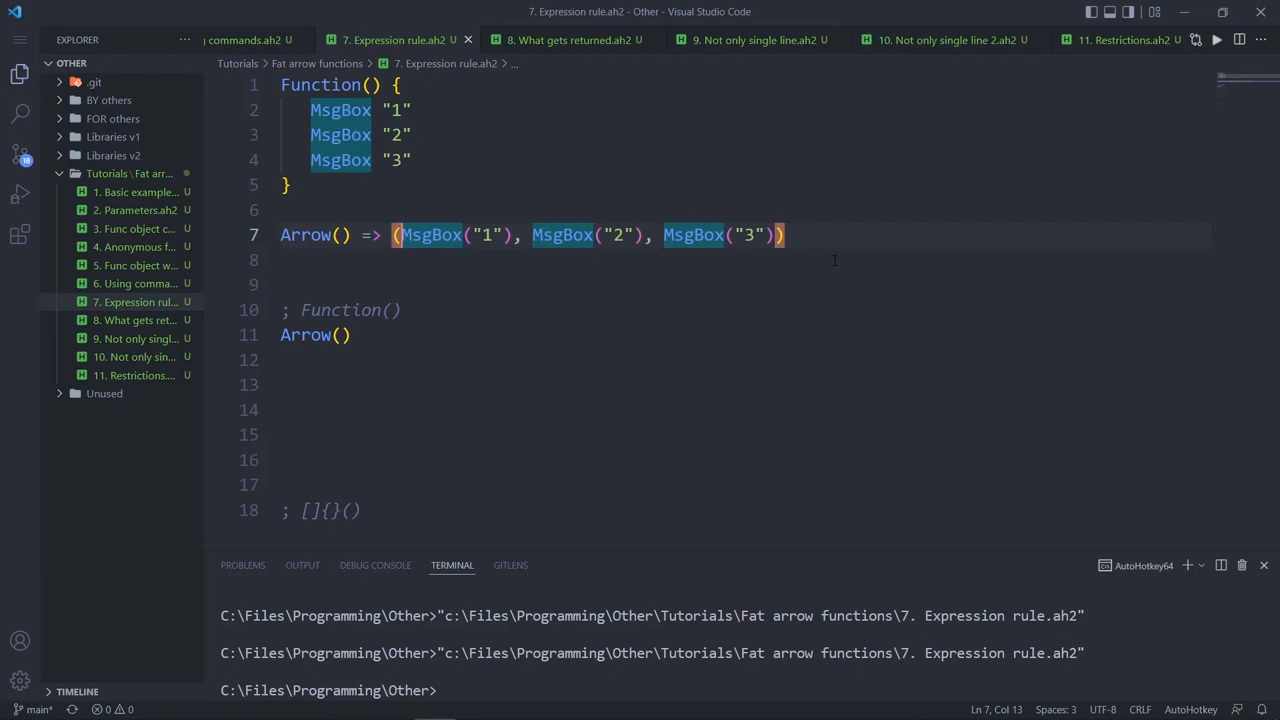 7. Expression rule.ah2 - Other - Visual Studio Code
EXPLORER
g commands.ah2 U
7. Expression rule.ah2 U
8. What gets returned.ah2 U
9. Not only single line.ah2 U
10. Not only single line 2.ah2 U
11. Restrictions.ah2 U
OTHER
Tutorials > Fat arrow functions > 7. Expression rule.ah2 > ...
.git
BY others
FOR others
Libraries v1
Libraries v2
Tutorials \ Fat arr...
1. Basic example... U
2. Parameters.ah2 U
3. Func object c... U
4. Anonymous f... U
5. Func object w... U
6. Using comma... U
7. Expression rul... U
8. What gets ret... U
9. Not only singl... U
10. Not only sin... U
11. Restrictions.... U
Unused
1 Function() {
2 MsgBox "1"
3 MsgBox "2"
4 MsgBox "3"
5 }
6
7 Arrow() => (MsgBox("1"), MsgBox("2"), MsgBox("3"))
8
9
10 ; Function()
11 Arrow()
12
13
14
15
16
17
18 ; []{}()
PROBLEMS OUTPUT DEBUG CONSOLE TERMINAL GITLENS
AutoHotkey64
C:\Files\Programming\Other>"c:\Files\Programming\Other\Tutorials\Fat arrow functions\7. Expression rule.ah2"
C:\Files\Programming\Other>"c:\Files\Programming\Other\Tutorials\Fat arrow functions\7. Expression rule.ah2"
C:\Files\Programming\Other>
18
TIMELINE
main* 0 0 Ln 7, Col 13 Spaces: 3 UTF-8 CRLF AutoHotkey